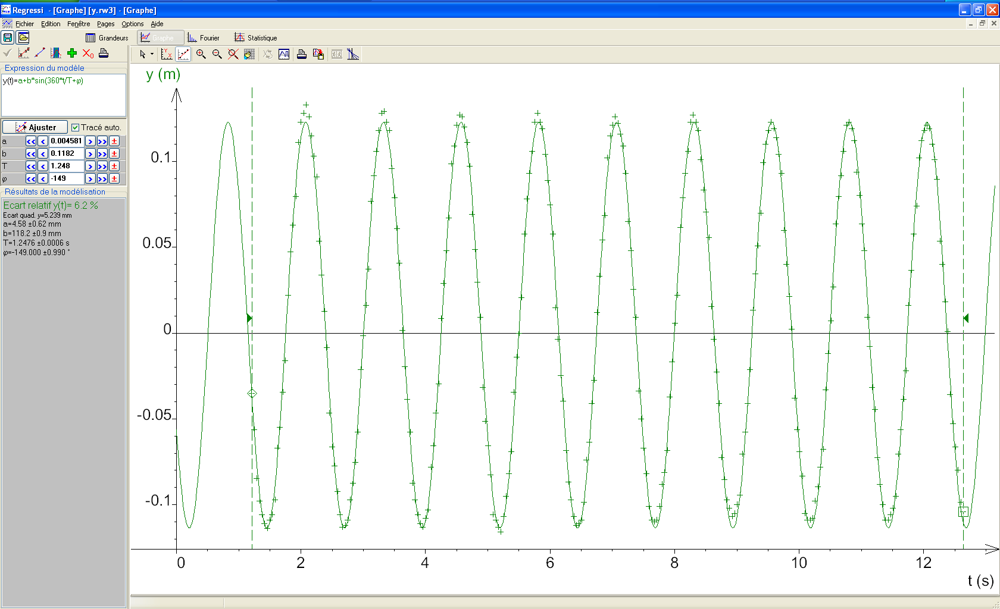 Regressi - [Graphe] [y.rw3] - [Graphe]
Fichier Edition Fenêtre Pages Options Aide
Grandeurs Graphe Fourier Statistique
Expression du modèle
y(t)=a+b*sin(360*t/T+φ)
Ajuster Tracé auto.
a << < 0.004581 > >> ±
b << < 0.1182 > >> ±
T << < 1.248 > >> ±
φ << < -149 > >> ±
Résultats de la modélisation
Ecart relatif y(t)= 6.2 %
Ecart quad. y=5.239 mm
a=4.58 ±0.62 mm
b=118.2 ±0.9 mm
T=1.2476 ±0.0006 s
φ=-149.000 ±0.990 °
y (m)
0.1
0.05
0
-0.05
-0.1
0 2 4 6 8 10 12
t (s)